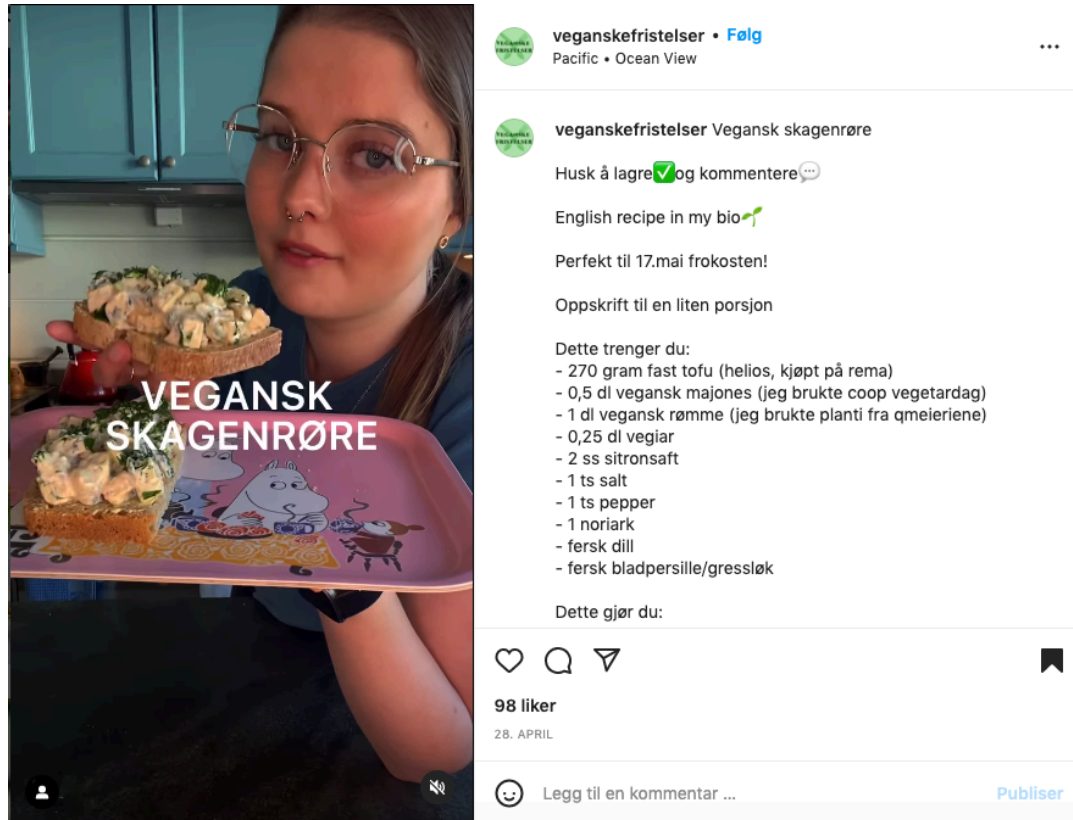 VEGANSK
SKAGENRØRE
VEGANSKE
FRISTELSER
veganskefristelser • Følg
Pacific • Ocean View
VEGANSKE
FRISTELSER
veganskefristelser Vegansk skagenrøre
Husk å lagre✅og kommentere💬
English recipe in my bio🌱
Perfekt til 17.mai frokosten!
Oppskrift til en liten porsjon
Dette trenger du:
- 270 gram fast tofu (helios, kjøpt på rema)
- 0,5 dl vegansk majones (jeg brukte coop vegetardag)
- 1 dl vegansk rømme (jeg brukte planti fra qmeieriene)
- 0,25 dl vegiar
- 2 ss sitronsaft
- 1 ts salt
- 1 ts pepper
- 1 noriark
- fersk dill
- fersk bladpersille/gressløk
Dette gjør du:
98 liker
28. APRIL
Legg til en kommentar ...
Publiser